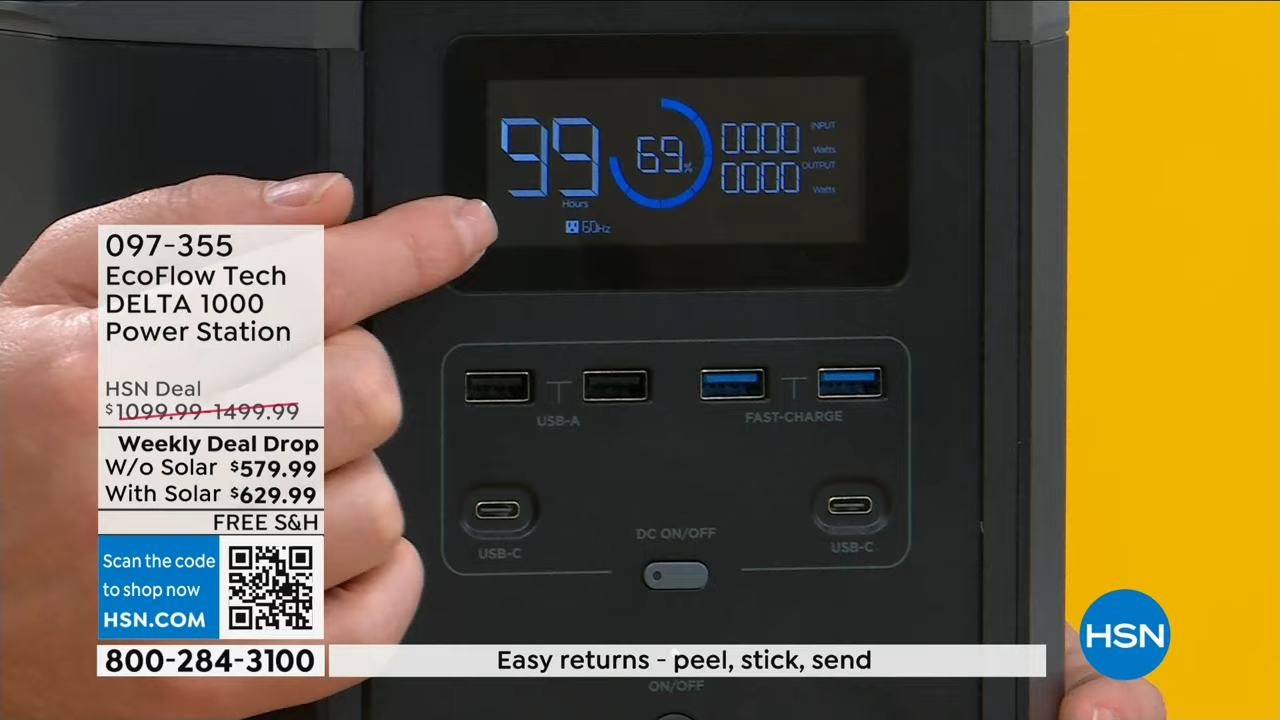 99
Hours
60Hz
69%
0000 INPUT
Watts
0000 OUTPUT
Watts
USB-A
FAST-CHARGE
USB-C
USB-C
DC ON/OFF
ON/OFF
097-355
EcoFlow Tech
DELTA 1000
Power Station
HSN Deal
$1099.99-1499.99
Weekly Deal Drop
W/o Solar $579.99
With Solar $629.99
FREE S&H
Scan the code
to shop now
HSN.COM
800-284-3100
Easy returns - peel, stick, send
HSN